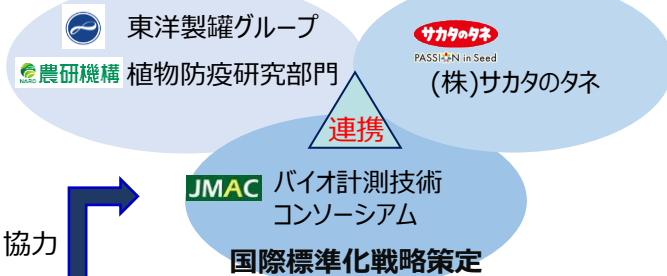 東洋製罐グループ
サカタのタネ
PASSION in Seed
農研機構 植物防疫研究部門
NARO
(株)サカタのタネ
連携
JMAC バイオ計測技術
コンソーシアム
協力
国際標準化戦略策定